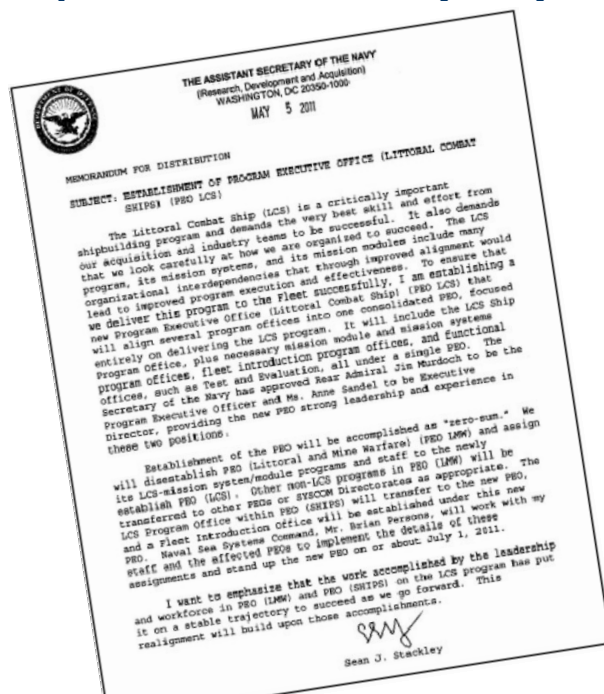 THE ASSISTANT SECRETARY OF THE NAVY
(Research, Development and Acquisition)
WASHINGTON, DC 20350-1000
MAY 5 2011
MEMORANDUM FOR DISTRIBUTION
SUBJECT: ESTABLISHMENT OF PROGRAM EXECUTIVE OFFICE (LITTORAL COMBAT
SHIPS) (PEO LCS)
The Littoral Combat Ship (LCS) is a critically important
shipbuilding program and demands the very best skill and effort from
our acquisition and industry teams to be successful. It also demands
that we look carefully at how we are organized to succeed. The LCS
program, its mission systems, and its mission modules include many
organizational interdependencies that through improved alignment would
lead to improved program execution and effectiveness. To ensure that
we deliver this program to the Fleet successfully, I am establishing a
new Program Executive Office (Littoral Combat Ship) (PEO LCS) that
will align several program offices into one consolidated PEO, focused
entirely on delivering the LCS program. It will include the LCS Ship
Program Office, plus necessary mission module and mission systems
program offices, fleet introduction program offices, and functional
offices, such as Test and Evaluation, all under a single PEO. The
Secretary of the Navy has approved Rear Admiral Jim Murdoch to be the
Program Executive Officer and Ms. Anne Sandel to be Executive
Director, providing the new PEO strong leadership and experience in
these two positions.
Establishment of the PEO will be accomplished as "zero-sum." We
will disestablish PEO (Littoral and Mine Warfare) (PEO LMW) and assign
its LCS-mission system/module programs and staff to the newly
establish PEO (LCS). Other non-LCS programs in PEO (LMW) will be
transferred to other PEOs or SYSCOM Directorates as appropriate. The
LCS Program Office within PEO (SHIPS) will transfer to the new PEO,
and a Fleet Introduction Office will be established under this new
PEO. Naval Sea Systems Command, Mr. Brian Persons, will work with my
staff and the effected PEOs to implement the details of these
assignments and stand up the new PEO on or about July 1, 2011.
I want to emphasize that the work accomplished by the leadership
and workforce in PEO (LMW) and PEO (SHIPS) on the LCS program has put
it on a stable trajectory to succeed as we go forward. This
realignment will build upon those accomplishments.
Sean J. Stackley